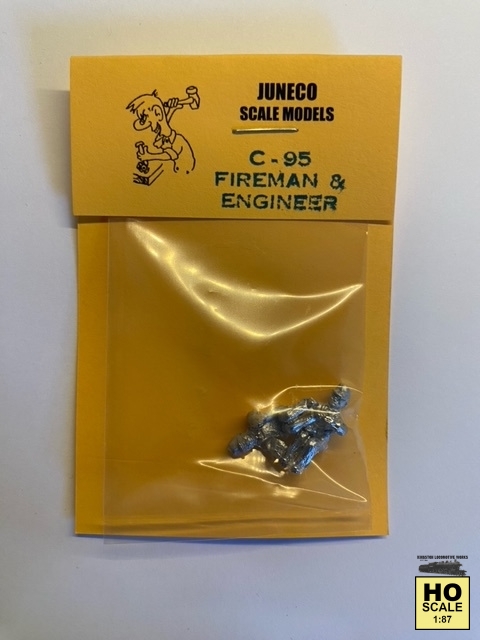 JUNECO
SCALE MODELS
C-95
FIREMAN &
ENGINEER
HO
SCALE
1:87